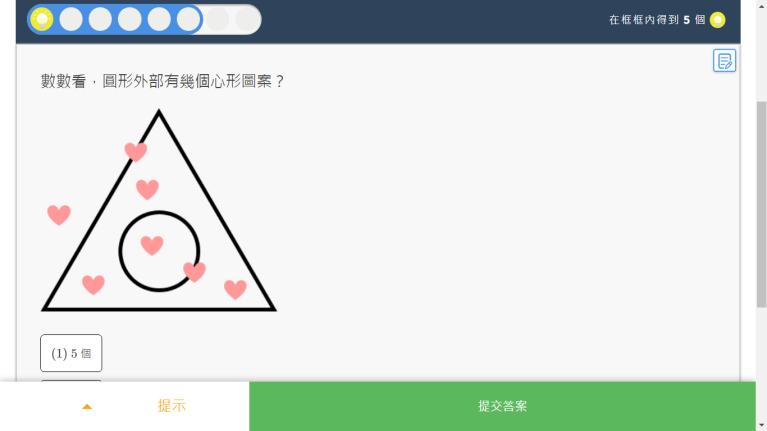 在框框內得到 5 個
數數看，圓形外部有幾個心形圖案？
(1) 5 個
提示
提交答案